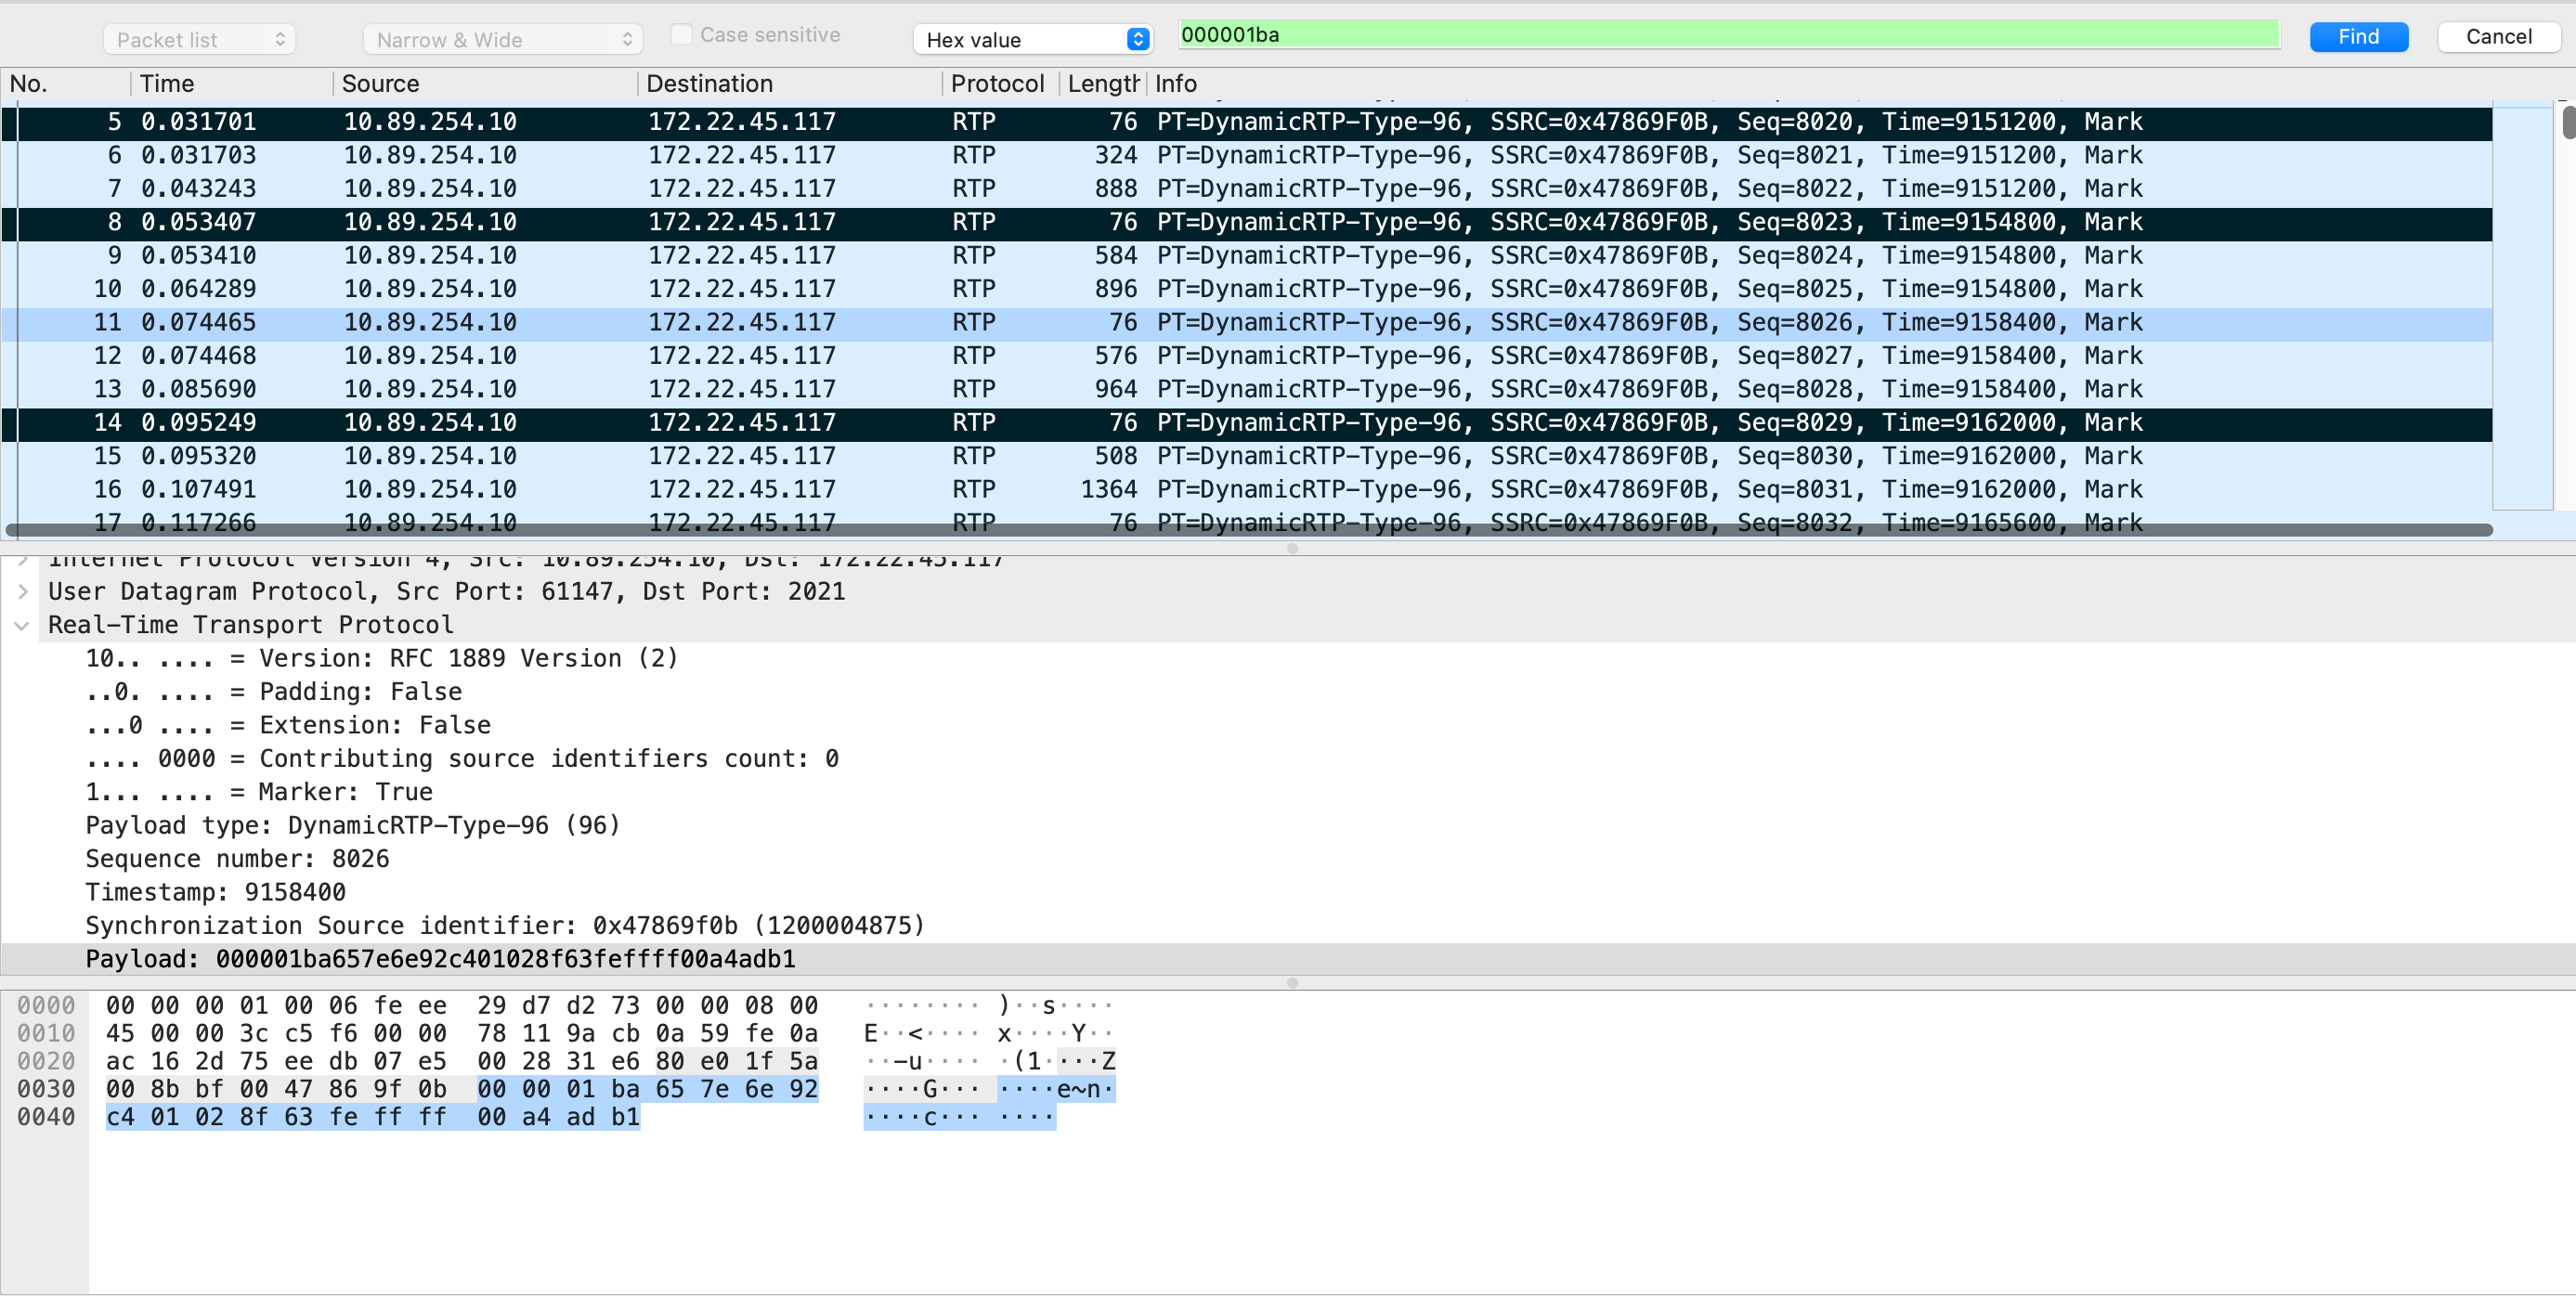 Packet list Narrow & Wide Case sensitive Hex value 000001ba Find Cancel
No. Time Source Destination Protocol Length Info
5 0.031701 10.89.254.10 172.22.45.117 RTP 76 PT=DynamicRTP-Type-96, SSRC=0x47869F0B, Seq=8020, Time=9151200, Mark
6 0.031703 10.89.254.10 172.22.45.117 RTP 324 PT=DynamicRTP-Type-96, SSRC=0x47869F0B, Seq=8021, Time=9151200, Mark
7 0.043243 10.89.254.10 172.22.45.117 RTP 888 PT=DynamicRTP-Type-96, SSRC=0x47869F0B, Seq=8022, Time=9151200, Mark
8 0.053407 10.89.254.10 172.22.45.117 RTP 76 PT=DynamicRTP-Type-96, SSRC=0x47869F0B, Seq=8023, Time=9154800, Mark
9 0.053410 10.89.254.10 172.22.45.117 RTP 584 PT=DynamicRTP-Type-96, SSRC=0x47869F0B, Seq=8024, Time=9154800, Mark
10 0.064289 10.89.254.10 172.22.45.117 RTP 896 PT=DynamicRTP-Type-96, SSRC=0x47869F0B, Seq=8025, Time=9154800, Mark
11 0.074465 10.89.254.10 172.22.45.117 RTP 76 PT=DynamicRTP-Type-96, SSRC=0x47869F0B, Seq=8026, Time=9158400, Mark
12 0.074468 10.89.254.10 172.22.45.117 RTP 576 PT=DynamicRTP-Type-96, SSRC=0x47869F0B, Seq=8027, Time=9158400, Mark
13 0.085690 10.89.254.10 172.22.45.117 RTP 964 PT=DynamicRTP-Type-96, SSRC=0x47869F0B, Seq=8028, Time=9158400, Mark
14 0.095249 10.89.254.10 172.22.45.117 RTP 76 PT=DynamicRTP-Type-96, SSRC=0x47869F0B, Seq=8029, Time=9162000, Mark
15 0.095320 10.89.254.10 172.22.45.117 RTP 508 PT=DynamicRTP-Type-96, SSRC=0x47869F0B, Seq=8030, Time=9162000, Mark
16 0.107491 10.89.254.10 172.22.45.117 RTP 1364 PT=DynamicRTP-Type-96, SSRC=0x47869F0B, Seq=8031, Time=9162000, Mark
17 0.117266 10.89.254.10 172.22.45.117 RTP 76 PT=DynamicRTP-Type-96, SSRC=0x47869F0B, Seq=8032, Time=9165600, Mark
Internet Protocol Version 4, Src: 10.89.254.10, Dst: 172.22.45.117
User Datagram Protocol, Src Port: 61147, Dst Port: 2021
Real-Time Transport Protocol
10.. .... = Version: RFC 1889 Version (2)
..0. .... = Padding: False
...0 .... = Extension: False
.... 0000 = Contributing source identifiers count: 0
1... .... = Marker: True
Payload type: DynamicRTP-Type-96 (96)
Sequence number: 8026
Timestamp: 9158400
Synchronization Source identifier: 0x47869f0b (1200004875)
Payload: 000001ba657e6e92c401028f63feffff00a4adb1
0000 00 00 00 01 00 06 fe ee 29 d7 d2 73 00 00 08 00 ········ )··s····
0010 45 00 00 3c c5 f6 00 00 78 11 9a cb 0a 59 fe 0a E··<···· x····Y··
0020 ac 16 2d 75 ee db 07 e5 00 28 31 e6 80 e0 1f 5a ··-u···· ·(1····Z
0030 00 8b bf 00 47 86 9f 0b 00 00 01 ba 65 7e 6e 92 ····G··· ····e~n·
0040 c4 01 02 8f 63 fe ff ff 00 a4 ad b1 ····c··· ····